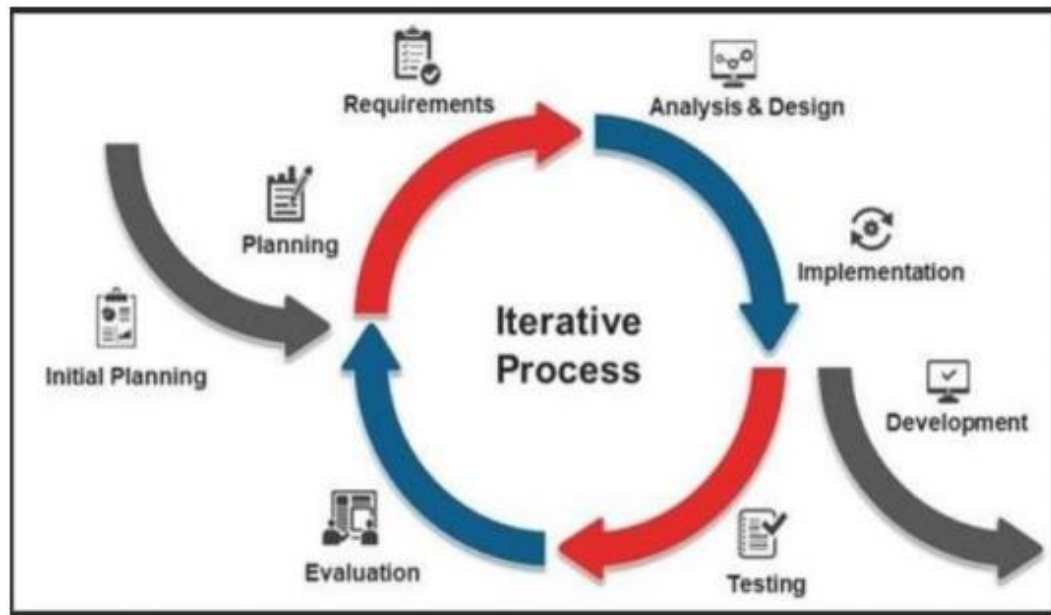 Requirements
Analysis & Design
Planning
Implementation
Initial Planning
Iterative
Process
Development
Evaluation
Testing